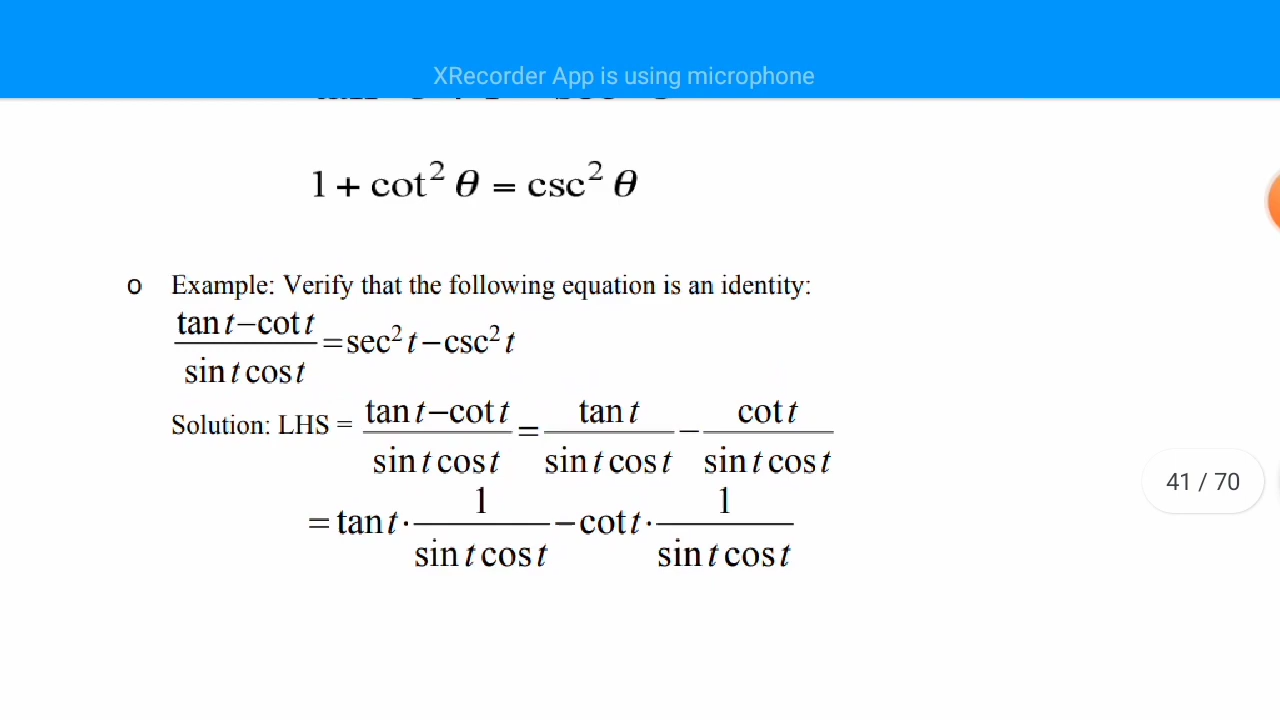 XRecorder App is using microphone
1 + cot² θ = csc² θ
o Example: Verify that the following equation is an identity:
(tan t − cot t)/(sin t cos t) = sec² t − csc² t
Solution: LHS = (tan t − cot t)/(sin t cos t) = (tan t)/(sin t cos t) − (cot t)/(sin t cos t)
41 / 70
= tan t · 1/(sin t cos t) − cot t · 1/(sin t cos t)